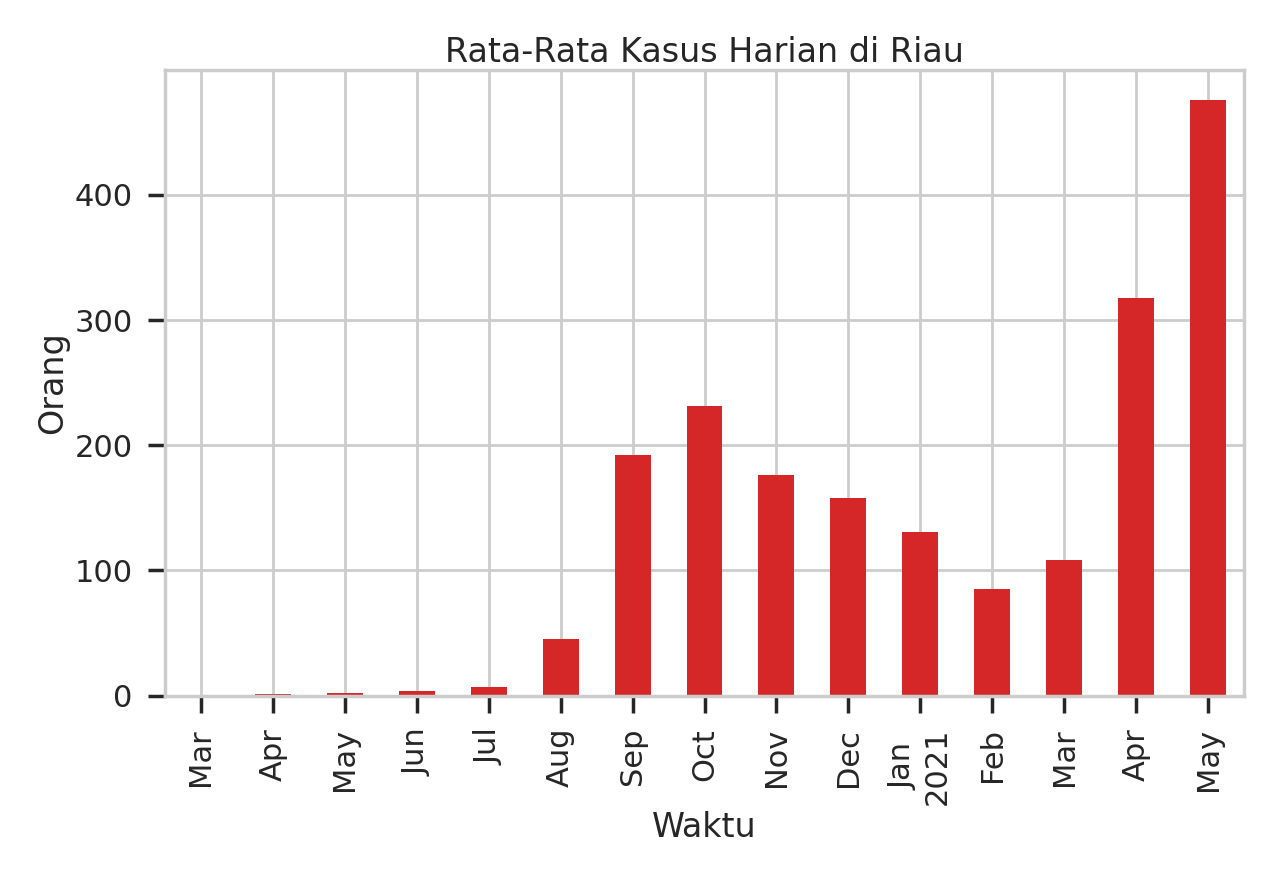 Rata-Rata Kasus Harian di Riau
Orang
400
300
200
100
0
Mar
Apr
May
Jun
Jul
Aug
Sep
Oct
Nov
Dec
Jan
2021
Feb
Mar
Apr
May
Waktu